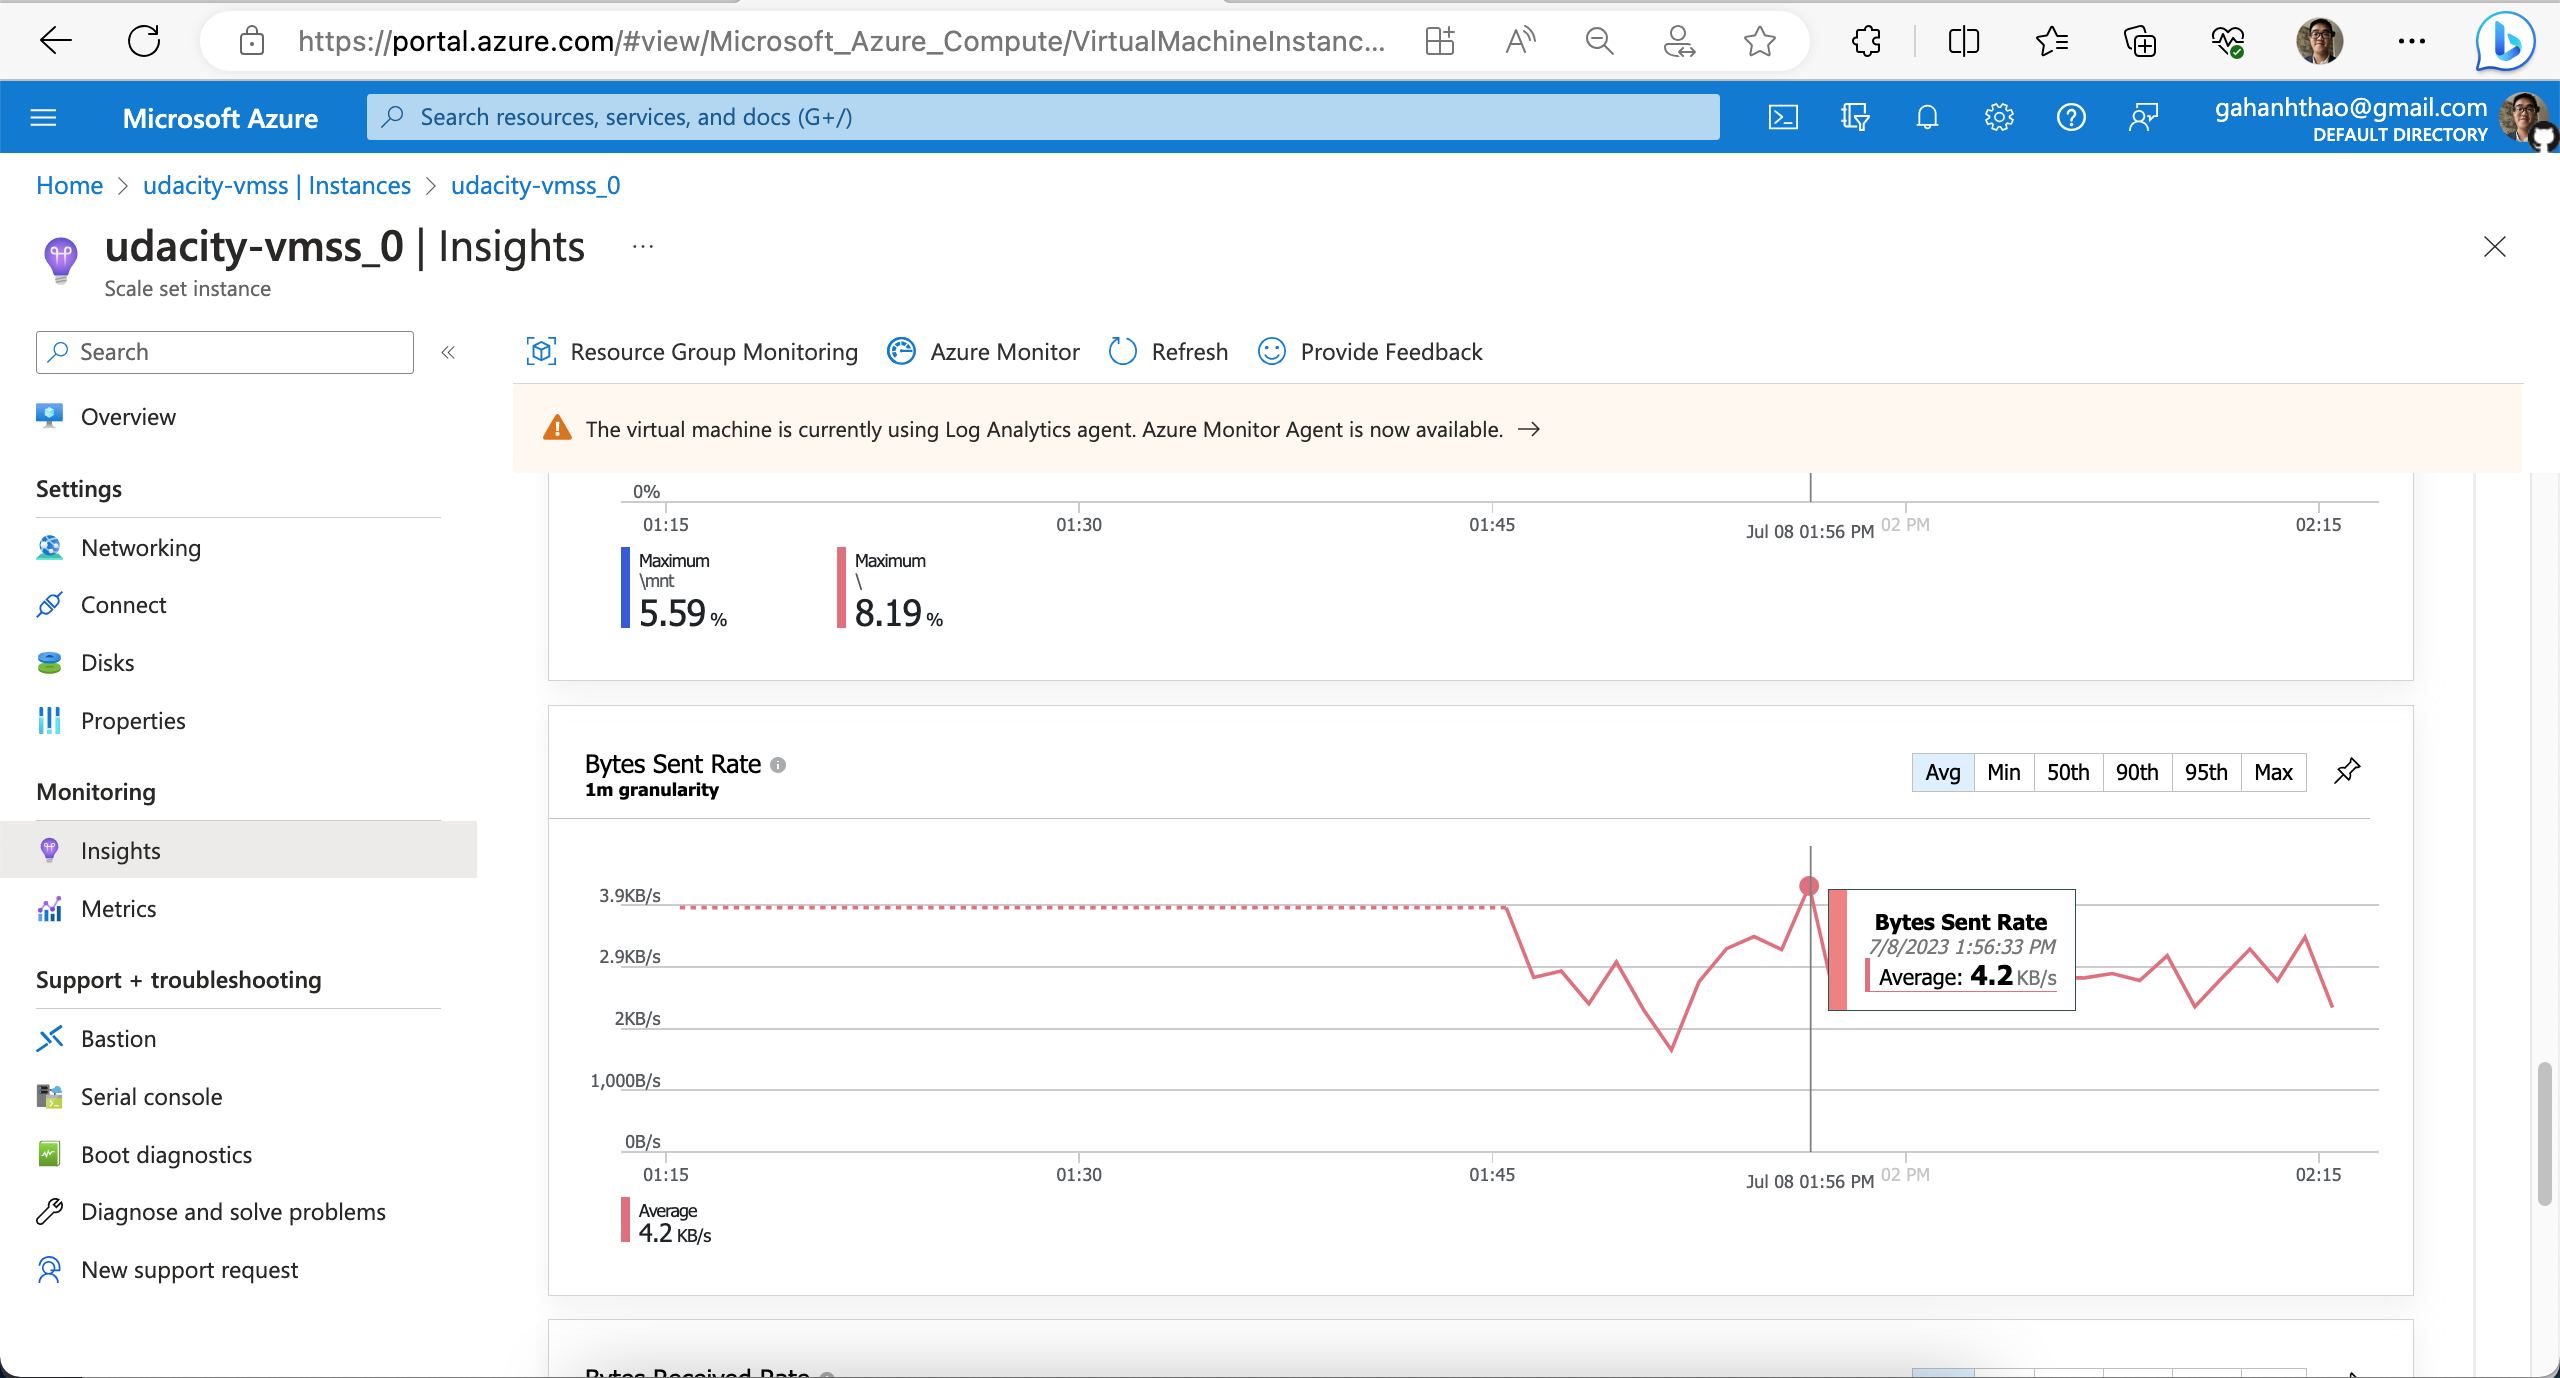 https://portal.azure.com/#view/Microsoft_Azure_Compute/VirtualMachineInstanc...
Microsoft Azure
Search resources, services, and docs (G+/)
gahanhthao@gmail.com
DEFAULT DIRECTORY
Home > udacity-vmss | Instances > udacity-vmss_0
udacity-vmss_0 | Insights
Scale set instance
Search
Overview
Settings
Networking
Connect
Disks
Properties
Monitoring
Insights
Metrics
Support + troubleshooting
Bastion
Serial console
Boot diagnostics
Diagnose and solve problems
New support request
Resource Group Monitoring Azure Monitor Refresh Provide Feedback
The virtual machine is currently using Log Analytics agent. Azure Monitor Agent is now available. →
0%
01:15 01:30 01:45 Jul 08 01:56 PM 02 PM 02:15
Maximum
\mnt
5.59 %
Maximum
\
8.19 %
Bytes Sent Rate
1m granularity
Avg Min 50th 90th 95th Max
3.9KB/s
2.9KB/s
2KB/s
1,000B/s
0B/s
Bytes Sent Rate
7/8/2023 1:56:33 PM
Average: 4.2 KB/s
01:15 01:30 01:45 Jul 08 01:56 PM 02 PM 02:15
Average
4.2 KB/s
Bytes Received Rate